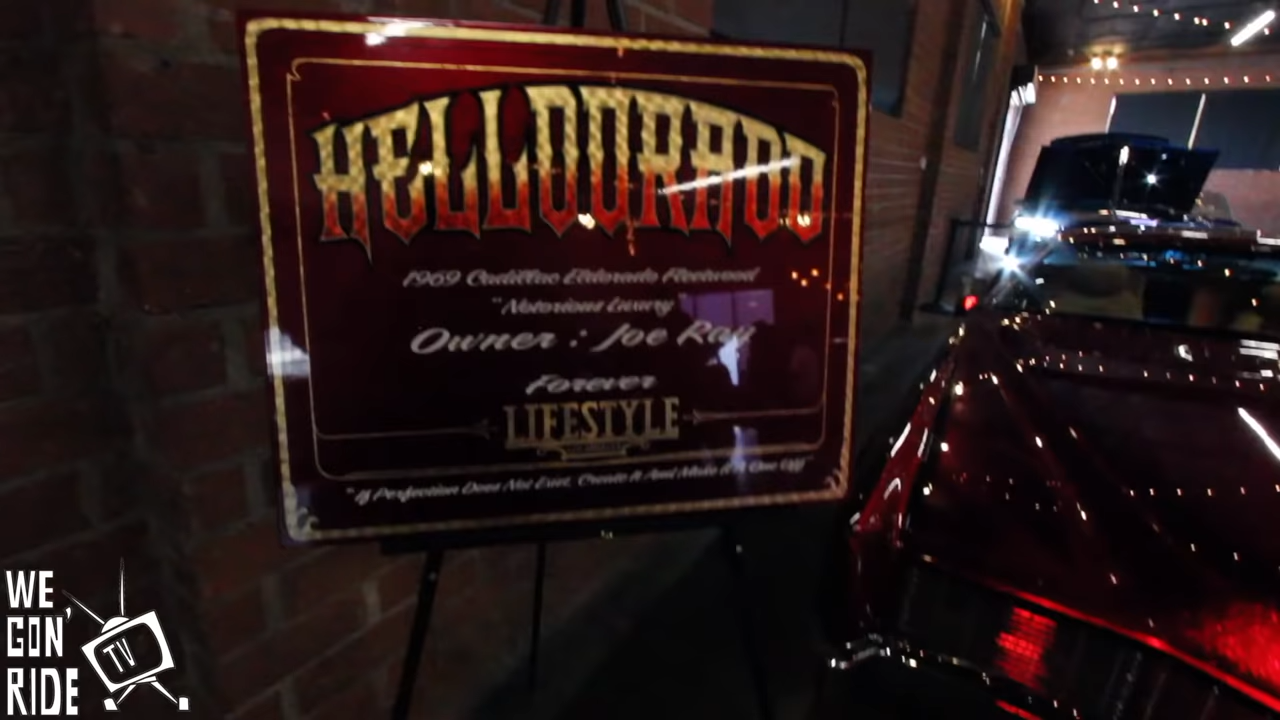 HELLDORADO
1969 Cadillac Eldorado Fleetwood
"Notorious Luxury"
Owner : Joe Ray
Forever
LIFESTYLE
"If Perfection Does Not Exist, Create It And Make It A One Off"
WE
GON'
RIDE
TV